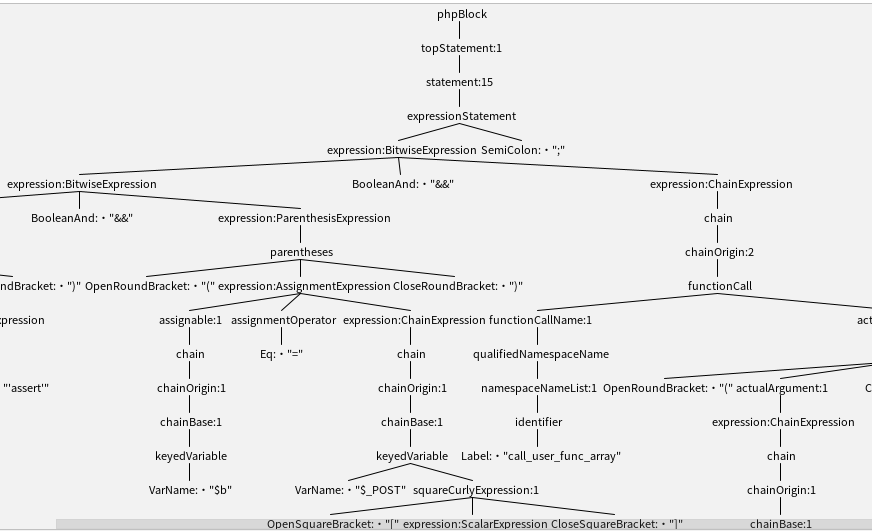 phpBlock
topStatement:1
statement:15
expressionStatement
expression:BitwiseExpression SemiColon:・";"
expression:BitwiseExpression BooleanAnd:・"&&" expression:ChainExpression
BooleanAnd:・"&&" expression:ParenthesisExpression chain
parentheses chainOrigin:2
ndBracket:・")" OpenRoundBracket:・"(" expression:AssignmentExpression CloseRoundBracket:・")" functionCall
xpression assignable:1 assignmentOperator expression:ChainExpression functionCallName:1 act
chain Eq:・"=" chain qualifiedNamespaceName
"'assert'" chainOrigin:1 chainOrigin:1 namespaceNameList:1 OpenRoundBracket:・"(" actualArgument:1 C
chainBase:1 chainBase:1 identifier expression:ChainExpression
keyedVariable keyedVariable Label:・"call_user_func_array" chain
VarName:・"$b" VarName:・"$_POST" squareCurlyExpression:1 chainOrigin:1
OpenSquareBracket:・"[" expression:ScalarExpression CloseSquareBracket:・"]" chainBase:1